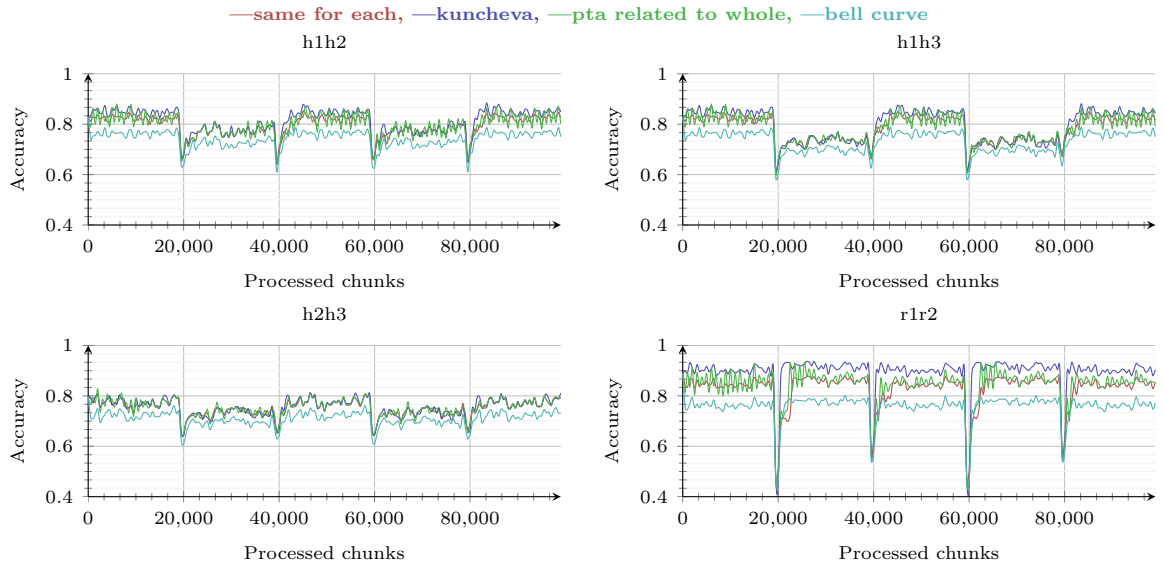 —same for each, —kuncheva, —pta related to whole, —bell curve
h1h2
1
0.8
0.6
0.4
Accuracy
0 20,000 40,000 60,000 80,000
Processed chunks
h1h3
1
0.8
0.6
0.4
Accuracy
0 20,000 40,000 60,000 80,000
Processed chunks
h2h3
1
0.8
0.6
0.4
Accuracy
0 20,000 40,000 60,000 80,000
Processed chunks
r1r2
1
0.8
0.6
0.4
Accuracy
0 20,000 40,000 60,000 80,000
Processed chunks